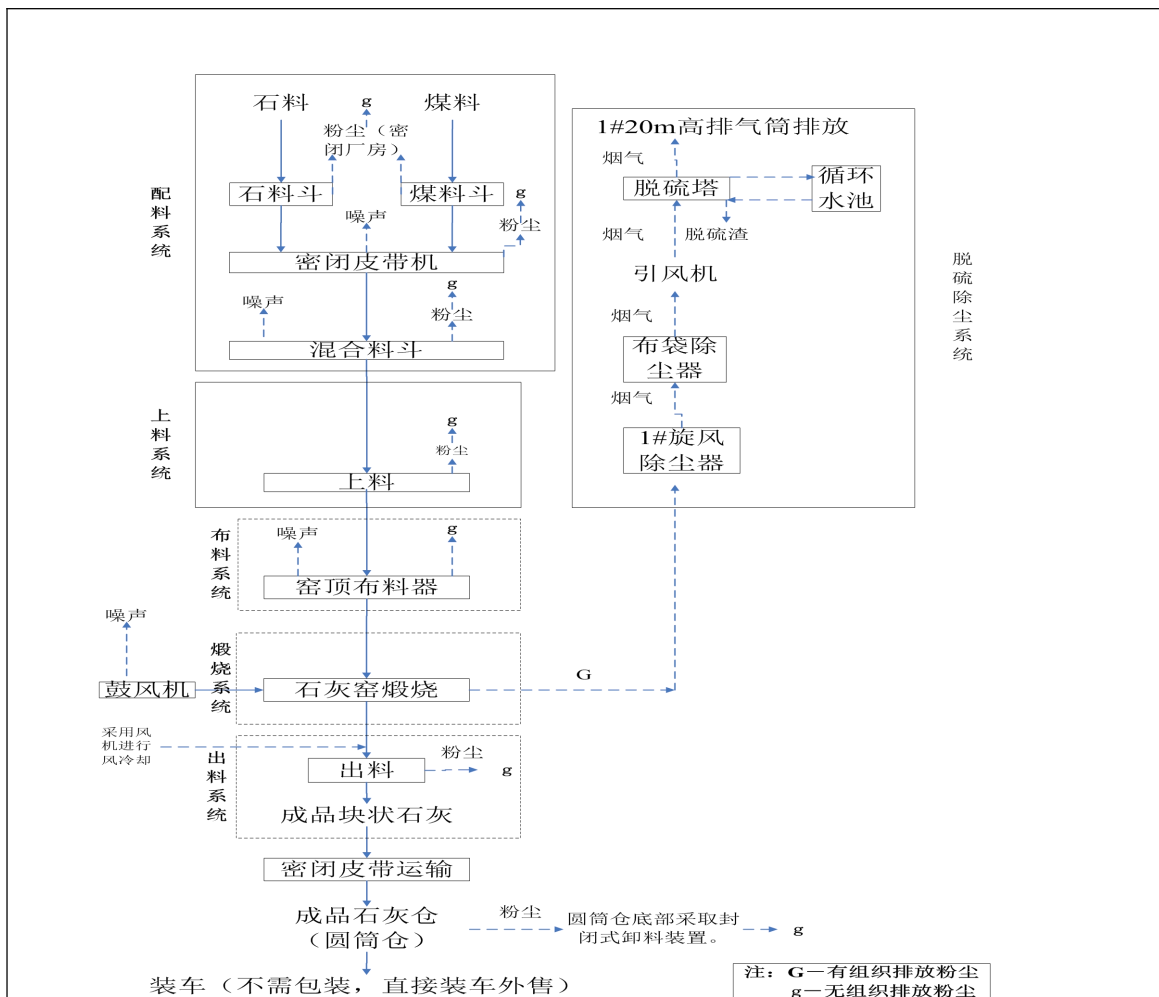 石料
g
煤料
粉尘（密
闭厂房）
石料斗
煤料斗
g
噪声
粉尘
密闭皮带机
g
噪声
粉尘
混合料斗
配料系统
上料系统
g
粉尘
上料
布料系统
噪声
g
窑顶布料器
噪声
煅烧系统
鼓风机
石灰窑煅烧
G
采用风
机进行
风冷却
出料系统
粉尘
出料
g
成品块状石灰
密闭皮带运输
成品石灰仓
（圆筒仓）
粉尘
圆筒仓底部采取封
闭式卸料装置。
g
装车（不需包装，直接装车外售）
1#20m高排气筒排放
烟气
脱硫塔
循环
水池
烟气
脱硫渣
引风机
烟气
布袋除
尘器
烟气
1#旋风
除尘器
脱硫除尘系统
注：G－有组织排放粉尘
g－无组织排放粉尘